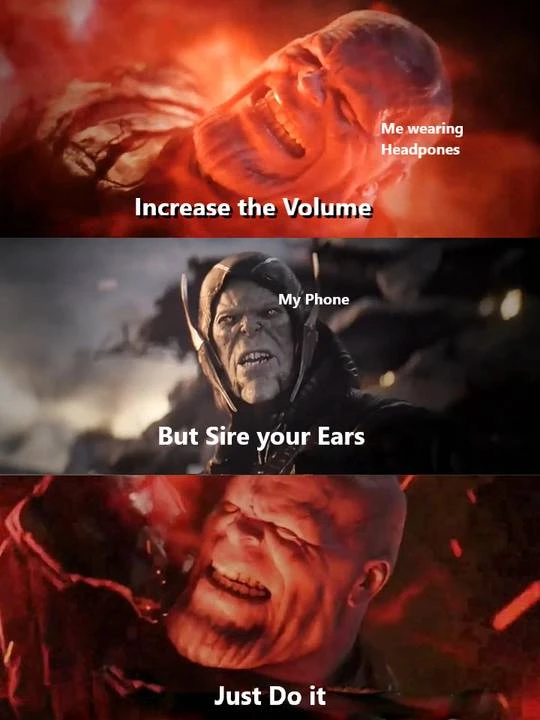 Me wearing
Headpones
Increase the Volume
My Phone
But Sire your Ears
Just Do it